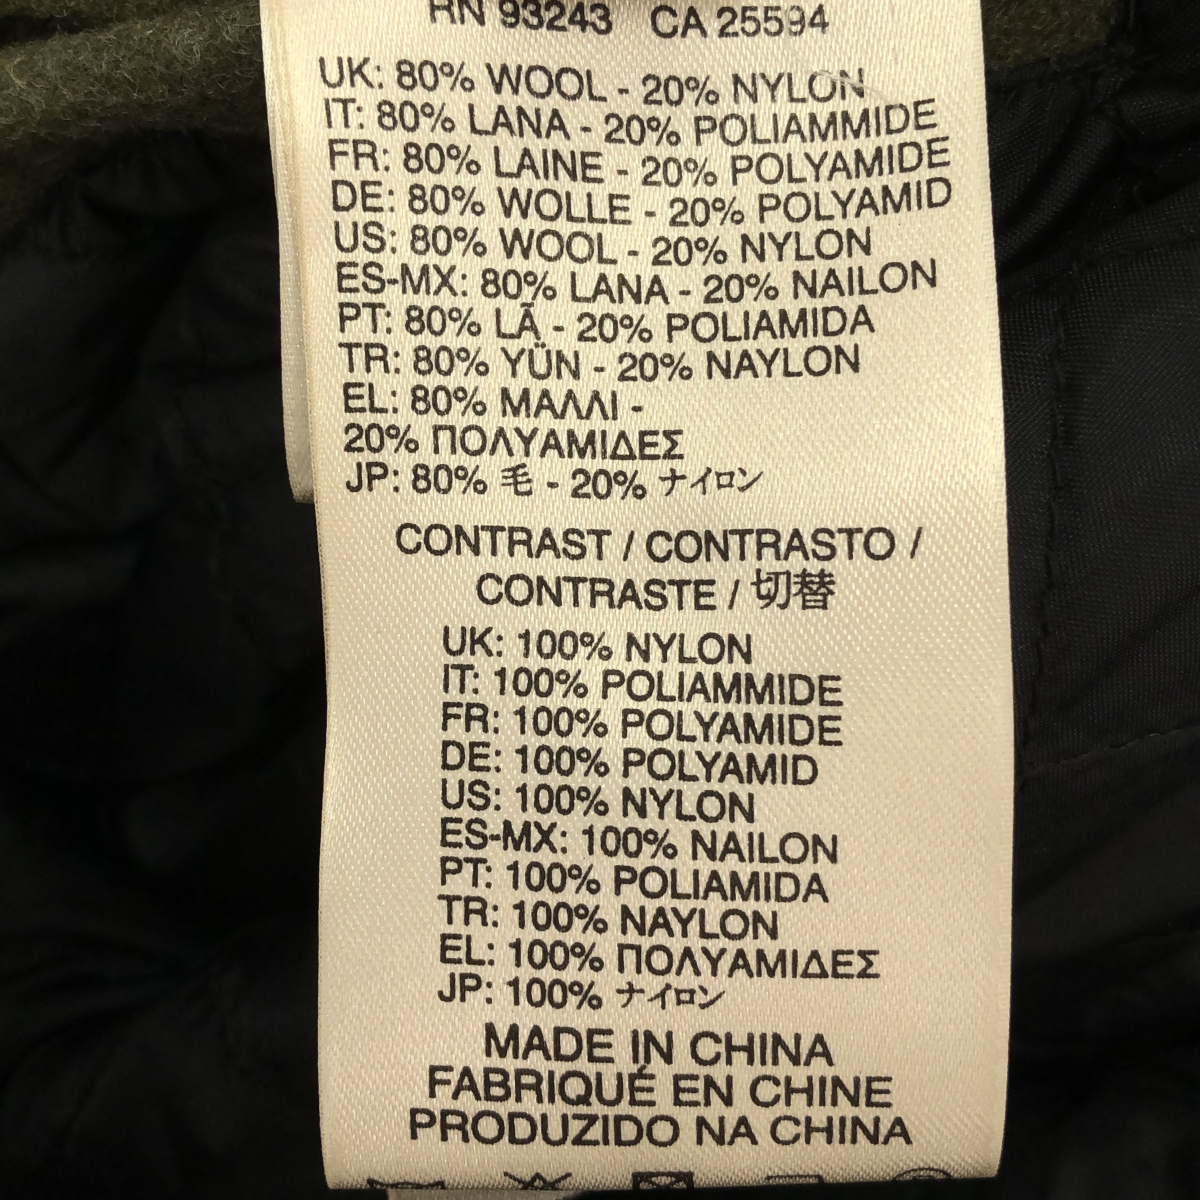 RN 93243 CA 25594
UK: 80% WOOL - 20% NYLON
IT: 80% LANA - 20% POLIAMMIDE
FR: 80% LAINE - 20% POLYAMIDE
DE: 80% WOLLE - 20% POLYAMID
US: 80% WOOL - 20% NYLON
ES-MX: 80% LANA - 20% NAILON
PT: 80% LÃ - 20% POLIAMIDA
TR: 80% YÜN - 20% NAYLON
EL: 80% ΜΑΛΛΙ -
20% ΠΟΛΥΑΜΙΔΕΣ
JP: 80% 毛 - 20% ナイロン
CONTRAST / CONTRASTO /
CONTRASTE / 切替
UK: 100% NYLON
IT: 100% POLIAMMIDE
FR: 100% POLYAMIDE
DE: 100% POLYAMID
US: 100% NYLON
ES-MX: 100% NAILON
PT: 100% POLIAMIDA
TR: 100% NAYLON
EL: 100% ΠΟΛΥΑΜΙΔΕΣ
JP: 100% ナイロン
MADE IN CHINA
FABRIQUÉ EN CHINE
PRODUZIDO NA CHINA